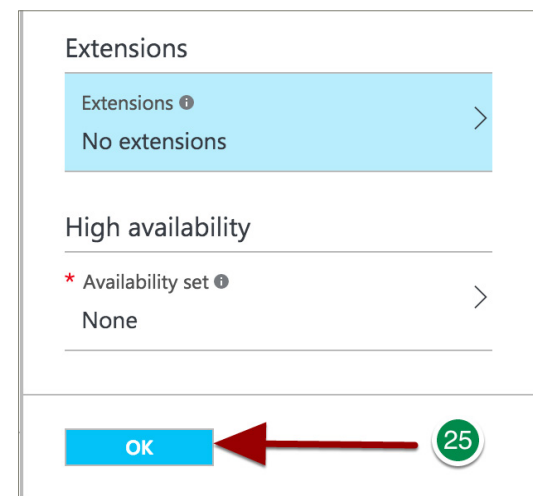 Extensions
Extensions
No extensions
High availability
* Availability set
None
OK
25